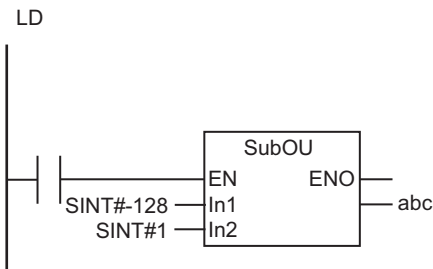 LD
SubOU
EN ENO
SINT#-128 In1 abc
SINT#1 In2